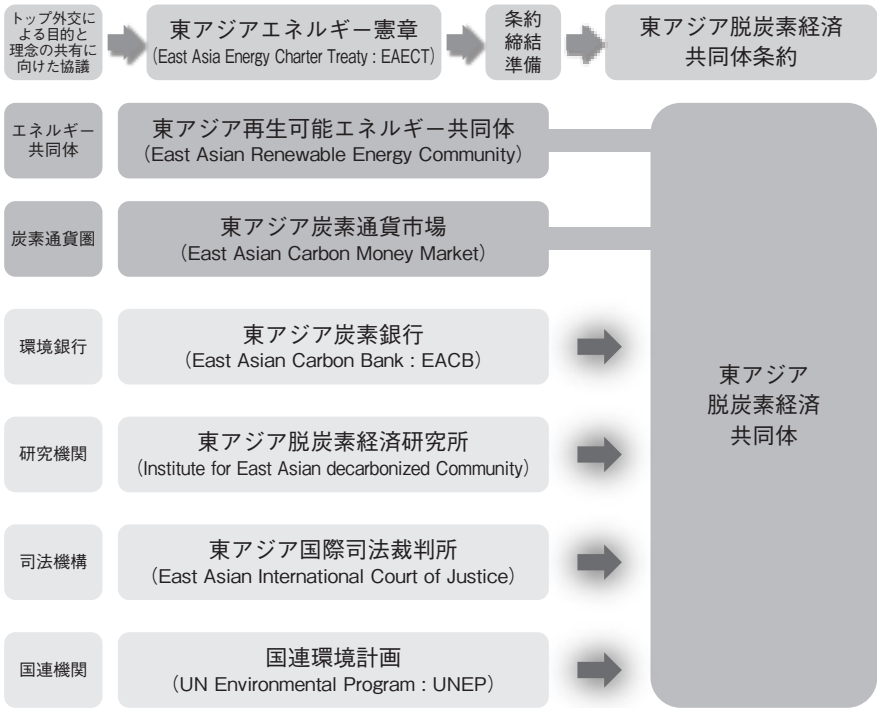 トップ外交に
よる目的と
理念の共有に
向けた協議
東アジアエネルギー憲章
(East Asia Energy Charter Treaty : EAECT)
条約
締結
準備
東アジア脱炭素経済
共同体条約
エネルギー
共同体
東アジア再生可能エネルギー共同体
(East Asian Renewable Energy Community)
炭素通貨圏
東アジア炭素通貨市場
(East Asian Carbon Money Market)
環境銀行
東アジア炭素銀行
(East Asian Carbon Bank : EACB)
研究機関
東アジア脱炭素経済研究所
(Institute for East Asian decarbonized Community)
司法機構
東アジア国際司法裁判所
(East Asian International Court of Justice)
国連機関
国連環境計画
(UN Environmental Program : UNEP)
東アジア
脱炭素経済
共同体